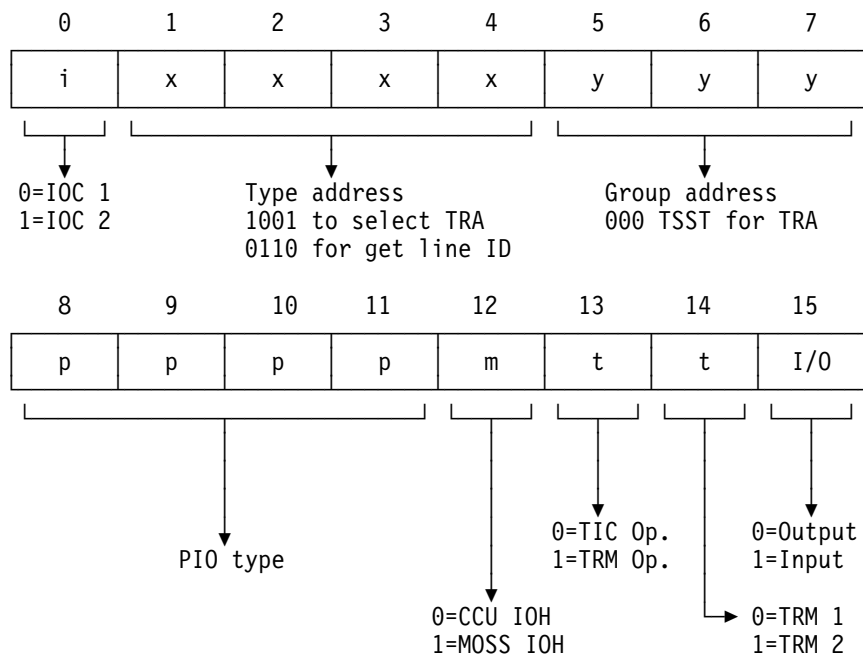 0 1 2 3 4 5 6 7
i x x x x y y y
0=IOC 1 Type address Group address
1=IOC 2 1001 to select TRA 000 TSST for TRA
0110 for get line ID
8 9 10 11 12 13 14 15
p p p p m t t I/O
0=TIC Op. 0=Output
PIO type 1=TRM Op. 1=Input
0=CCU IOH 0=TRM 1
1=MOSS IOH 1=TRM 2